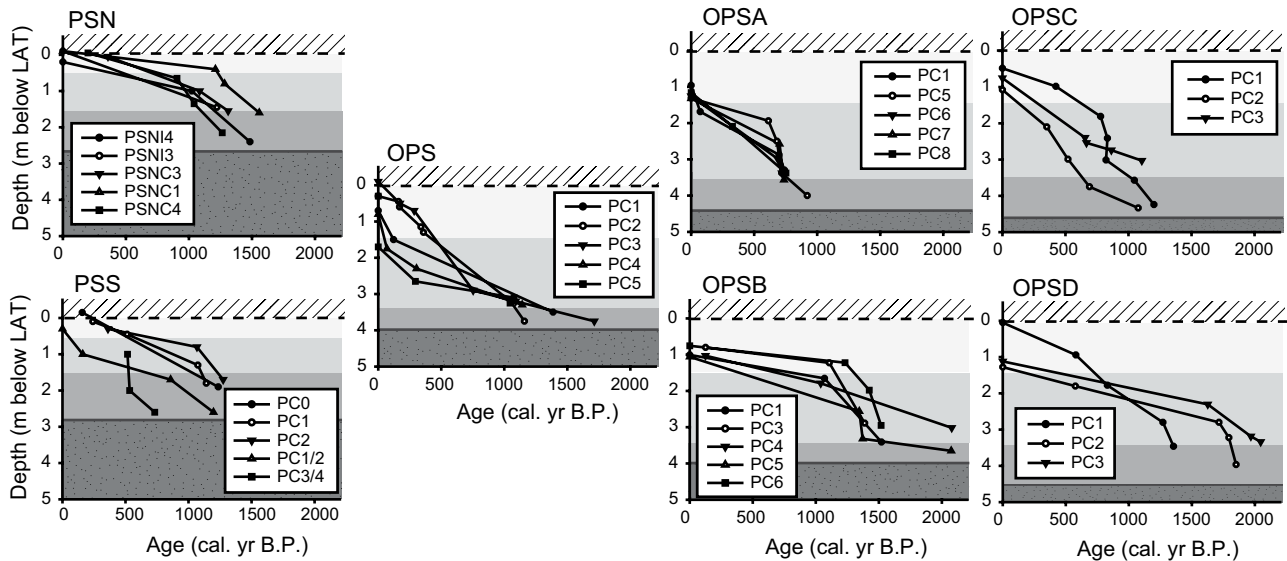 PSN
Depth (m below LAT)
0
1
2
3
4
5
PSNI4
PSNI3
PSNC3
PSNC1
PSNC4
0 500 1000 1500 2000
PSS
Depth (m below LAT)
0
1
2
3
4
5
PC0
PC1
PC2
PC1/2
PC3/4
0 500 1000 1500 2000
Age (cal. yr B.P.)
OPS
0
1
2
3
4
5
PC1
PC2
PC3
PC4
PC5
0 500 1000 1500 2000
Age (cal. yr B.P.)
OPSA
0
1
2
3
4
5
PC1
PC5
PC6
PC7
PC8
0 500 1000 1500 2000
OPSC
0
1
2
3
4
5
PC1
PC2
PC3
0 500 1000 1500 2000
OPSB
0
1
2
3
4
5
PC1
PC3
PC4
PC5
PC6
0 500 1000 1500 2000
Age (cal. yr B.P.)
OPSD
0
1
2
3
4
5
PC1
PC2
PC3
0 500 1000 1500 2000
Age (cal. yr B.P.)